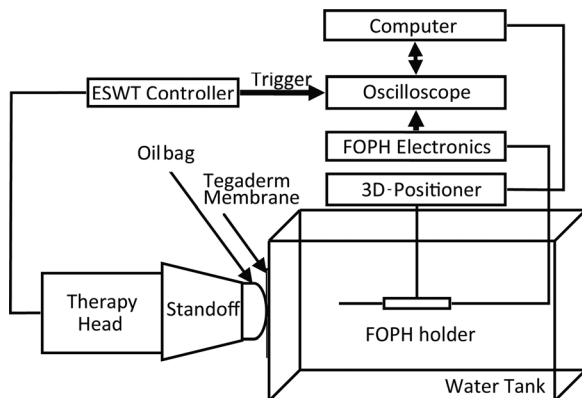 Computer
ESWT Controller
Trigger
Oscilloscope
FOPH Electronics
Oil bag
Tegaderm
Membrane
3D-Positioner
Therapy
Head
Standoff
FOPH holder
Water Tank